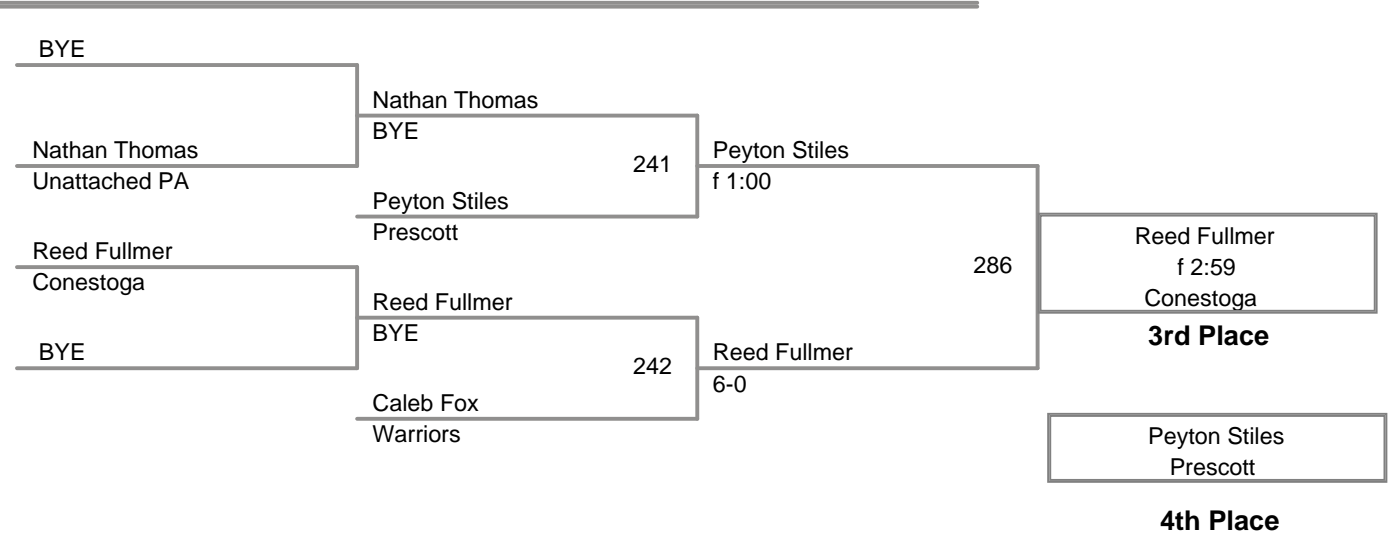 BYE
Nathan Thomas
Unattached PA
Reed Fullmer
Conestoga
BYE
Nathan Thomas
BYE
241
Peyton Stiles
Prescott
Reed Fullmer
BYE
242
Caleb Fox
Warriors
Peyton Stiles
f 1:00
286
Reed Fullmer
6-0
Reed Fullmer
f 2:59
Conestoga
3rd Place
Peyton Stiles
Prescott
4th Place